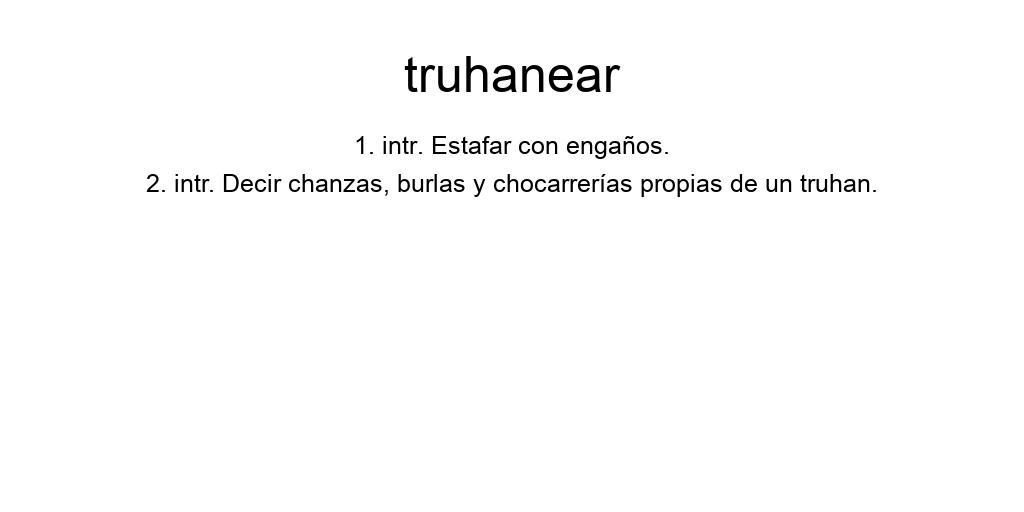 truhanear
1. intr. Estafar con engaños.
2. intr. Decir chanzas, burlas y chocarrerías propias de un truhan.